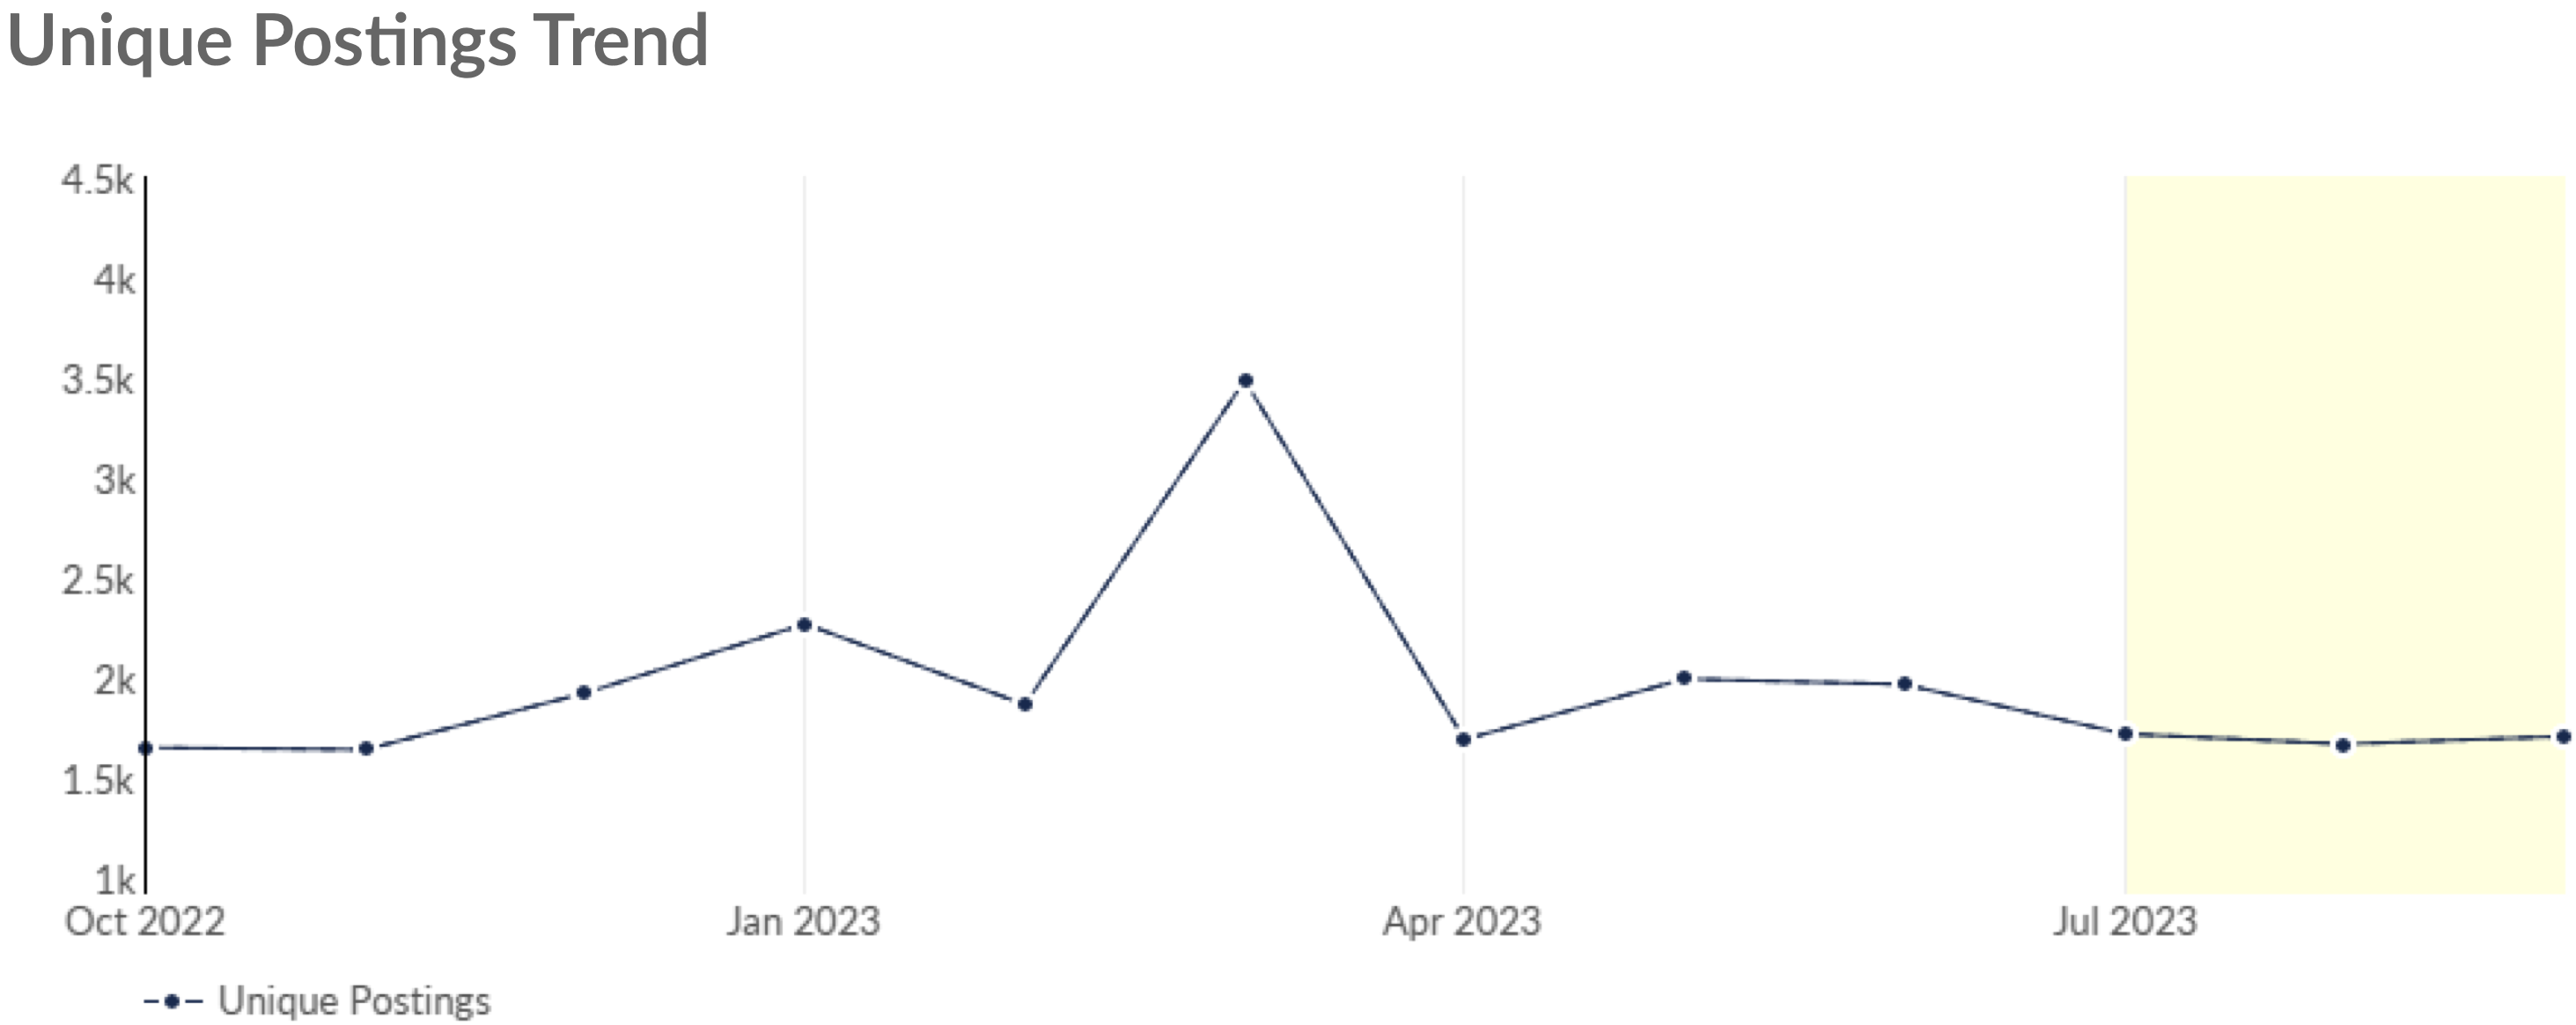 Unique Postings Trend
4.5k
4k
3.5k
3k
2.5k
2k
1.5k
1k
Oct 2022 Jan 2023 Apr 2023 Jul 2023
Unique Postings